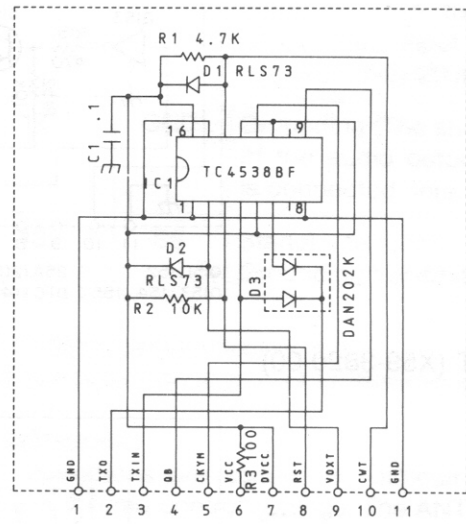 R1 4.7K
D1 RLS73
C1 .1
16 9
TC4538BF
IC1
1 8
D2
RLS73
R2 10K
D3
DAN202K
R3 100
GND TXO TXIN QB CKYM VCC DVCC RST VOXT CWT GND
1 2 3 4 5 6 7 8 9 10 11